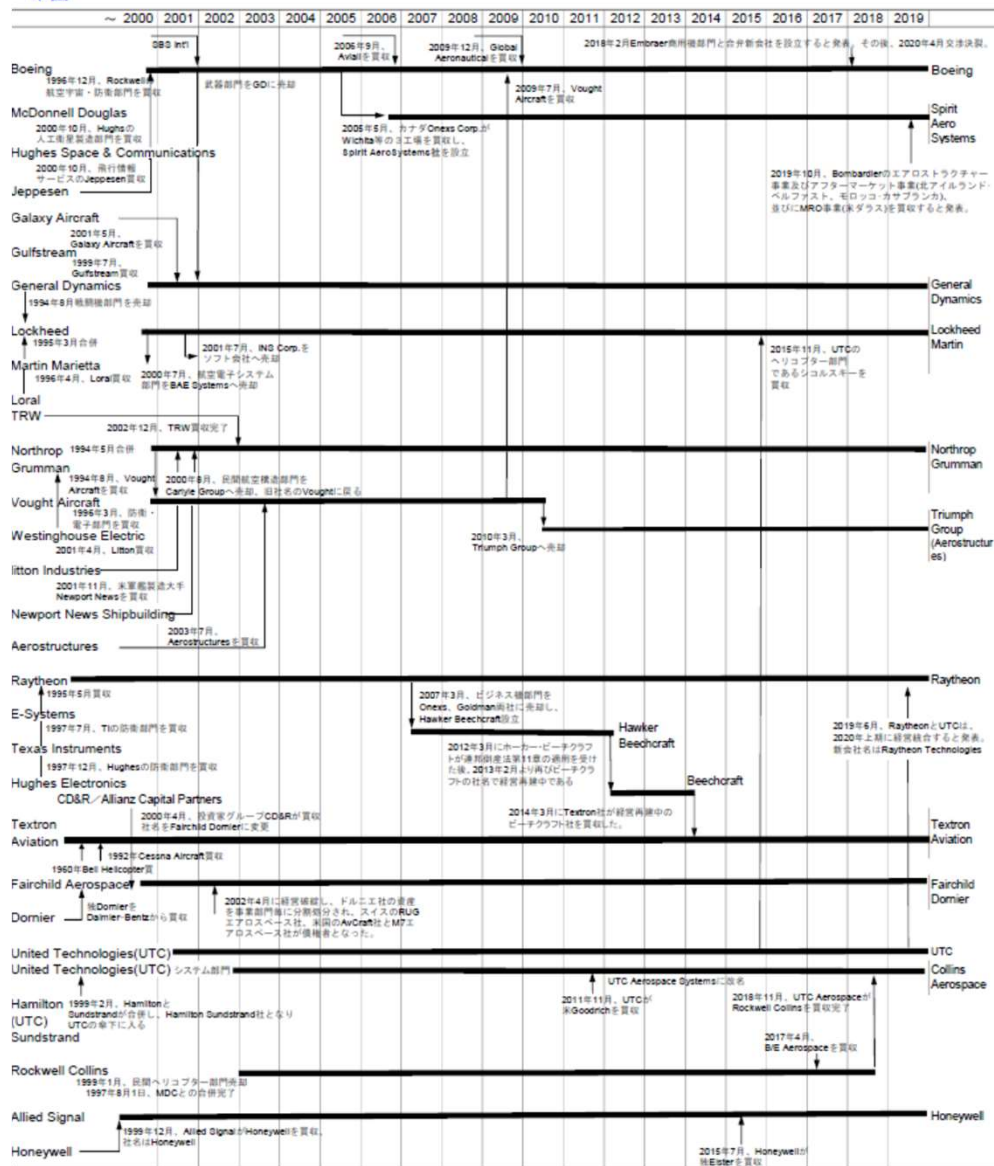 ～ 2000 2001 2002 2003 2004 2005 2006 2007 2008 2009 2010 2011 2012 2013 2014 2015 2016 2017 2018 2019
SBS Int'l
2006年9月、
Aviallを買収
2009年12月、Global
Aeronauticalを買収
2018年2月Embraer商用機部門と合弁新会社を設立すると発表。その後、2020年4月交渉決裂。
Boeing
1996年12月、Rockwellの
航空宇宙・防衛部門を買収
武器部門をGDに売却
2009年7月、Vought
Aircraftを買収
Boeing
McDonnell Douglas
2000年10月、Hughsの
人工衛星製造部門を買収
2005年5月、カナダOnexs Corp.が
Wichita等の3工場を買収し、
Spirit AeroSystems社を設立
Spirit
Aero
Systems
Hughes Space & Communications
2000年10月、飛行情報
サービスのJeppesen買収
Jeppesen
2019年10月、Bombardierのエアロストラクチャー
事業及びアフターマーケット事業(北アイルランド・
ベルファスト、モロッコ・カサブランカ)、
並びにMRO事業(米ダラス)を買収すると発表。
Galaxy Aircraft
2001年5月、
Galaxy Aircraftを買収
Gulfstream
1999年7月、
Gulfstream買収
General Dynamics
General
Dynamics
1994年8月戦闘機部門を売却
Lockheed
1995年3月合併
2001年7月、INS Corp.を
ソフト会社へ売却
Lockheed
Martin
Martin Marietta
1996年4月、Loral買収
2000年7月、航空電子システム
部門をBAE Systemsへ売却
2015年11月、UTCの
ヘリコプター部門
であるシコルスキーを
買収
Loral
TRW
2002年12月、TRW買収完了
Northrop
Grumman
1994年5月合併
Northrop
Grumman
1994年8月、Vought
Aircraftを買収
2000年8月、民間航空構造部門を
Carlyle Groupへ売却、旧社名のVoughtに戻る
Vought Aircraft
1996年3月、防衛・
電子部門を買収
Westinghouse Electric
2001年4月、Litton買収
2010年3月、
Triumph Groupへ売却
Triumph
Group
(Aerostructur
es)
litton Industries
2001年11月、米軍艦製造大手
Newport Newsを買収
Newport News Shipbuilding
2003年7月、
Aerostructuresを買収
Aerostructures
Raytheon
1995年5月買収
Raytheon
E-Systems
1997年7月、TIの防衛部門を買収
2007年3月、ビジネス機部門を
Onexs、Goldman両社に売却し、
Hawker Beechcraft設立
Hawker
Beechcraft
2019年6月、RaytheonとUTCは、
2020年上期に経営統合すると発表。
新会社名はRaytheon Technologies
Texas Instruments
1997年12月、Hughesの防衛部門を買収
Hughes Electronics
2012年3月にホーカー・ビーチクラフ
トが連邦倒産法第11章の適用を受け
た後、2013年2月より再びビーチクラ
フトの社名で経営再建中である
Beechcraft
CD&R／Allianz Capital Partners
2000年4月、投資家グループCD&Rが買収
社名をFairchild Dornierに変更
2014年3月にTextron社が経営再建中の
ビーチクラフト社を買収した。
Textron
Aviation
Textron
Aviation
1992年Cessna Aircraft買収
1960年Bell Helicopter買
Fairchild Aerospace
Fairchild
Dornier
独Dornierを
Daimler-Bentzから買収
Dornier
2002年4月に経営破綻し、ドルニエ社の資産
を事業部門毎に分割処分され、スイスのRUG
エアロスペース社、米国のAvCraft社とM7エ
アロスペース社が債権者となった。
United Technologies(UTC)
UTC
United Technologies(UTC) システム部門
Collins
Aerospace
UTC Aerospace Systemsに改名
Hamilton
(UTC)
Sundstrand
1999年2月、Hamiltonと
Sundstrandが合併し、Hamilton Sundstrand社となり
UTCの傘下に入る
2011年11月、UTCが
米Goodrichを買収
2018年11月、UTC Aerospaceが
Rockwell Collinsを買収完了
2017年4月、
B/E Aerospaceを買収
Rockwell Collins
1999年1月、民間ヘリコプター部門売却
1997年8月1日、MDCとの合併完了
Allied Signal
Honeywell
1999年12月、Allied SignalがHoneywellを買収。
社名はHoneywell
Honeywell
2015年7月、Honeywellが
独Elsterを買収